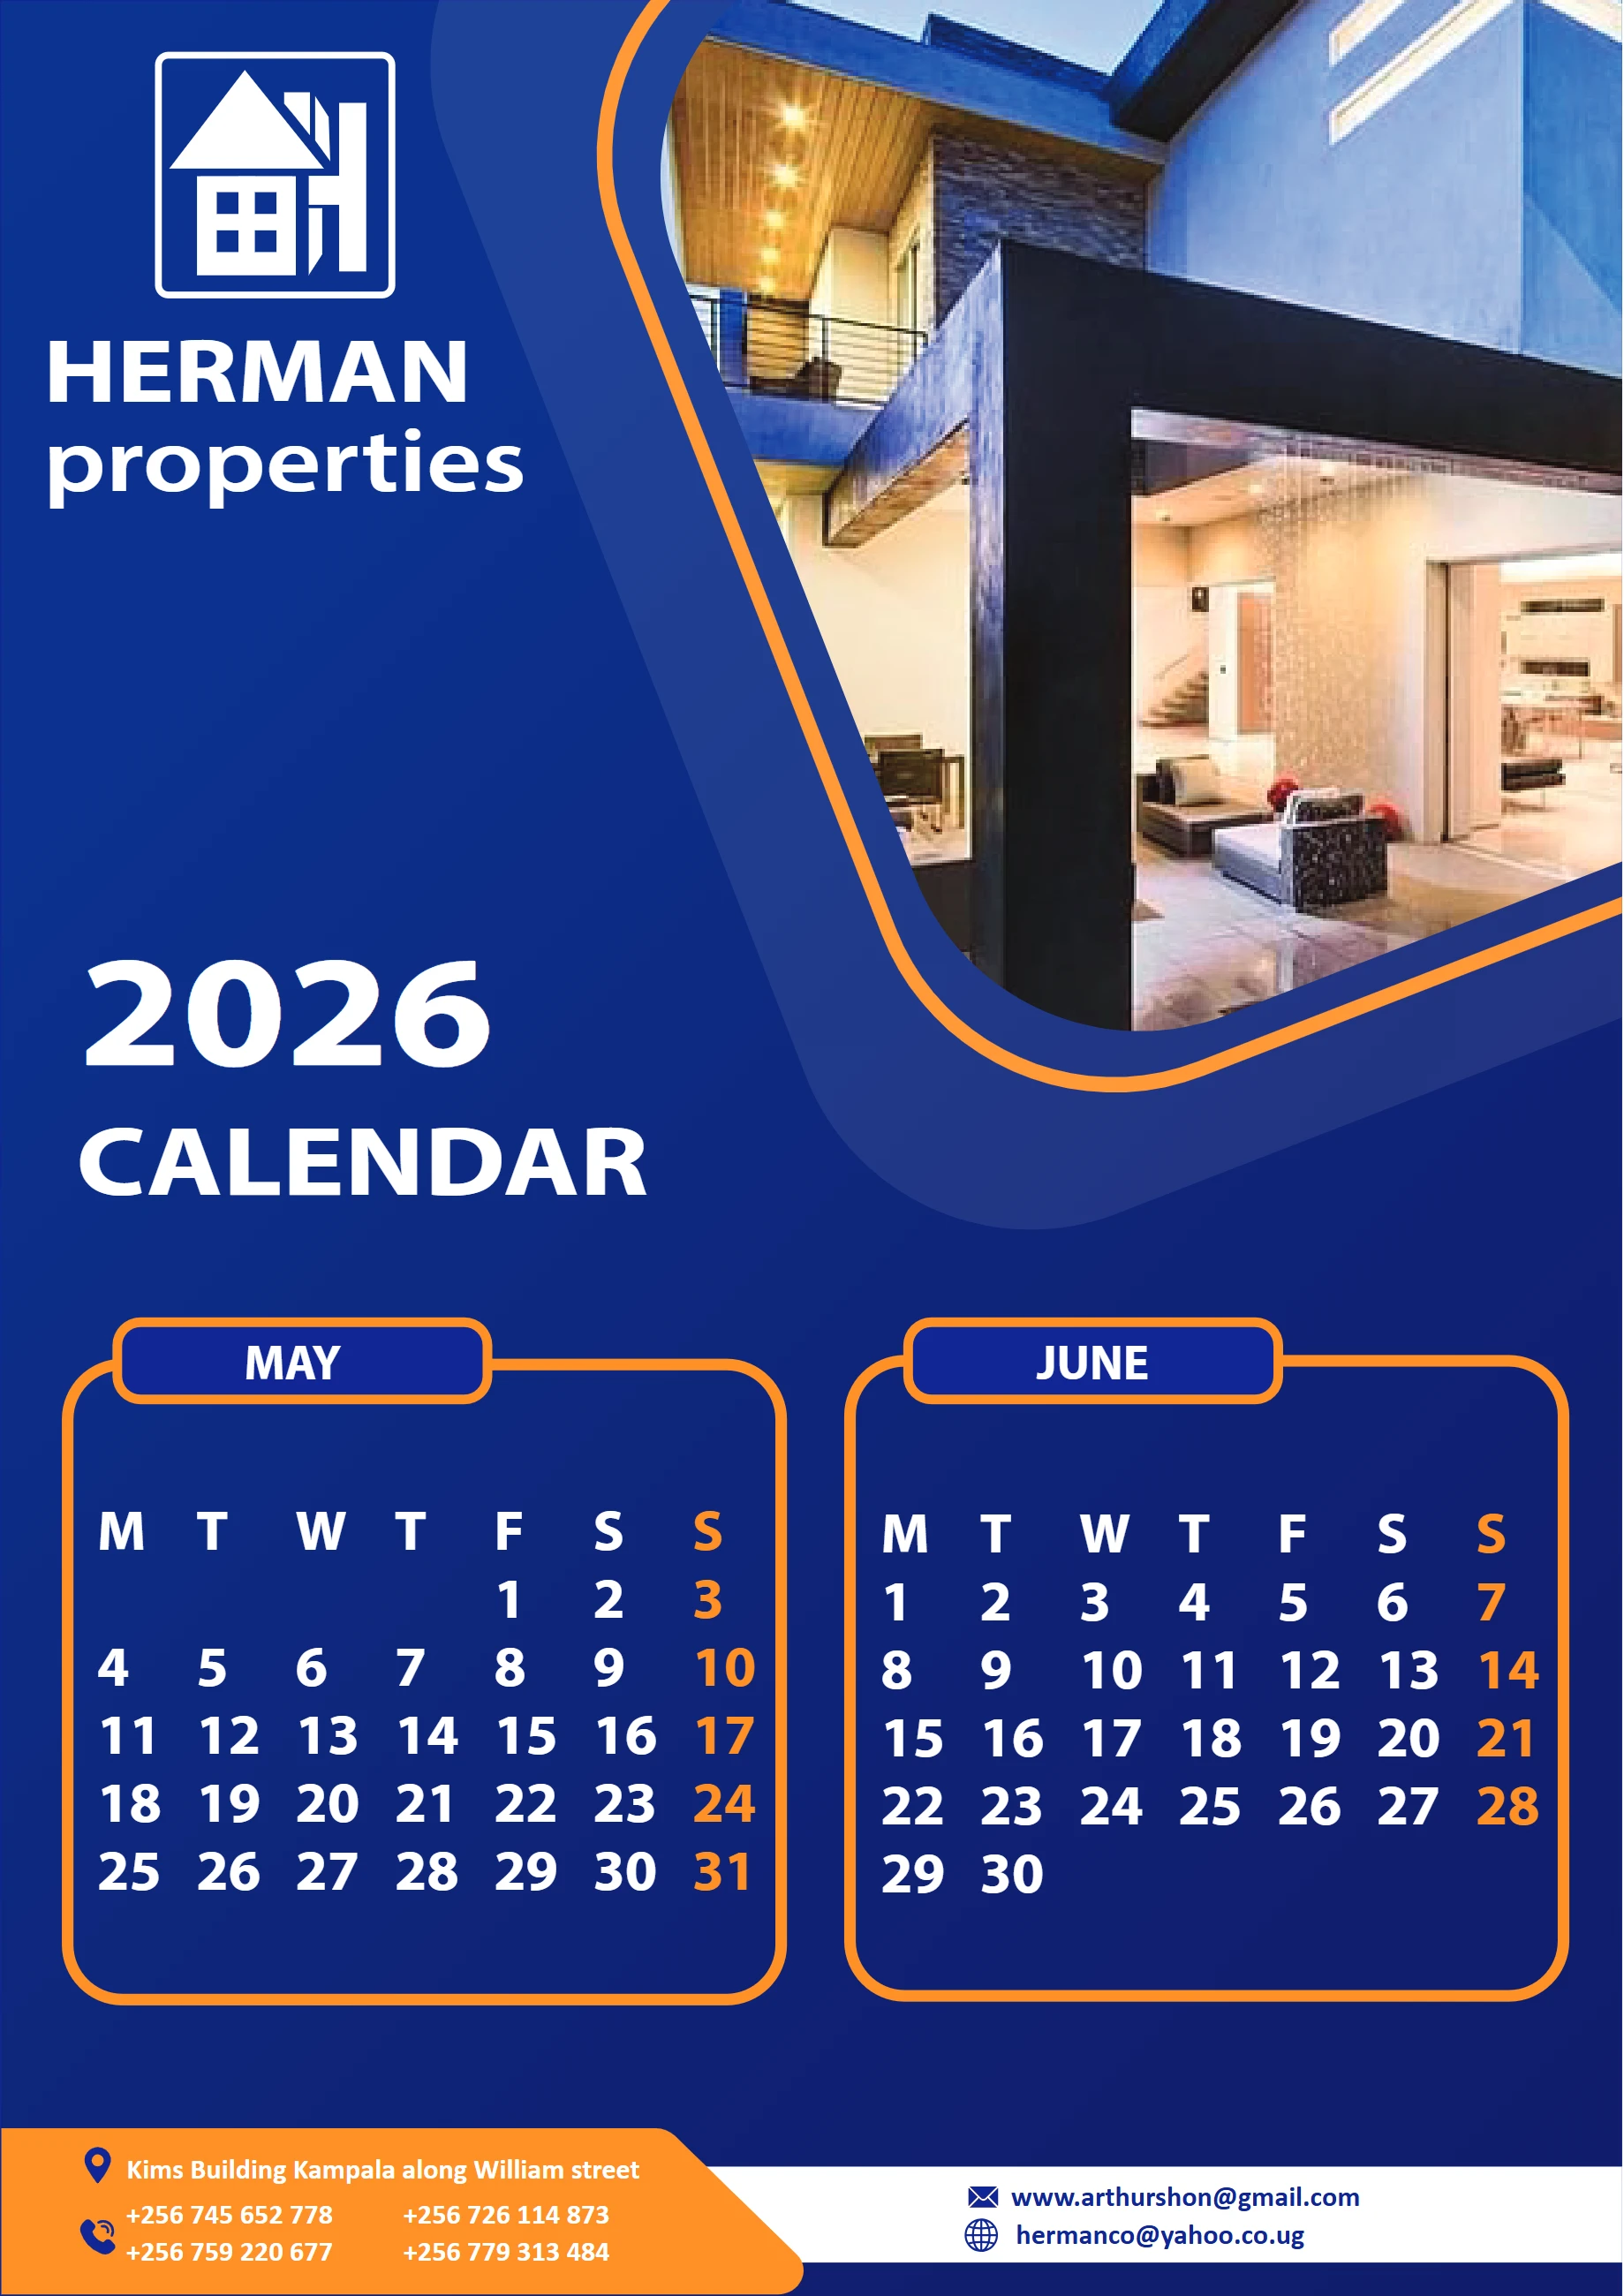 HERMAN
properties
2026
CALENDAR
MAY
M T W T F S S
1 2 3
4 5 6 7 8 9 10
11 12 13 14 15 16 17
18 19 20 21 22 23 24
25 26 27 28 29 30 31
JUNE
M T W T F S S
1 2 3 4 5 6 7
8 9 10 11 12 13 14
15 16 17 18 19 20 21
22 23 24 25 26 27 28
29 30
Kims Building Kampala along William street
+256 745 652 778 +256 726 114 873
+256 759 220 677 +256 779 313 484
www.arthurshon@gmail.com
hermanco@yahoo.co.ug